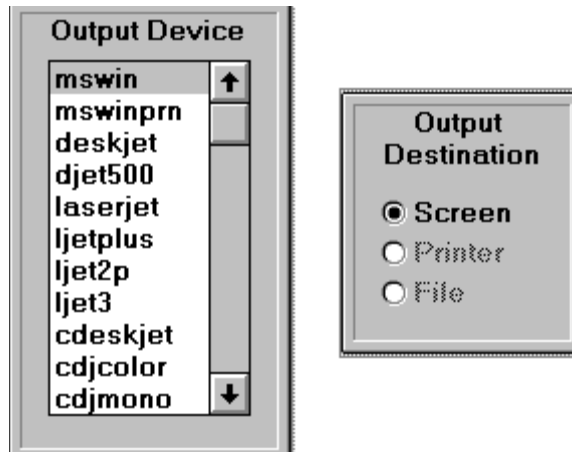 Output Device
mswin
mswinprn
deskjet
djet500
laserjet
ljetplus
ljet2p
ljet3
cdeskjet
cdjcolor
cdjmono
Output
Destination
Screen
Printer
File